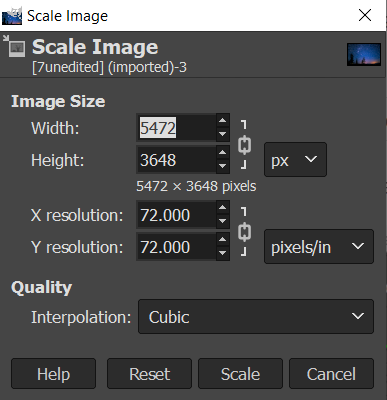 Scale Image
Scale Image
[7unedited] (imported)-3
Image Size
Width: 5472
Height: 3648 px
5472 × 3648 pixels
X resolution: 72.000
Y resolution: 72.000 pixels/in
Quality
Interpolation: Cubic
Help Reset Scale Cancel